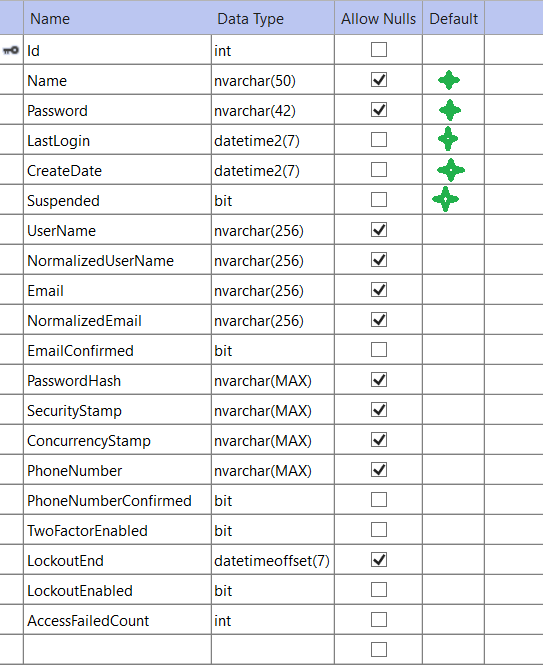 Name Data Type Allow Nulls Default
Id int
Name nvarchar(50)
Password nvarchar(42)
LastLogin datetime2(7)
CreateDate datetime2(7)
Suspended bit
UserName nvarchar(256)
NormalizedUserName nvarchar(256)
Email nvarchar(256)
NormalizedEmail nvarchar(256)
EmailConfirmed bit
PasswordHash nvarchar(MAX)
SecurityStamp nvarchar(MAX)
ConcurrencyStamp nvarchar(MAX)
PhoneNumber nvarchar(MAX)
PhoneNumberConfirmed bit
TwoFactorEnabled bit
LockoutEnd datetimeoffset(7)
LockoutEnabled bit
AccessFailedCount int